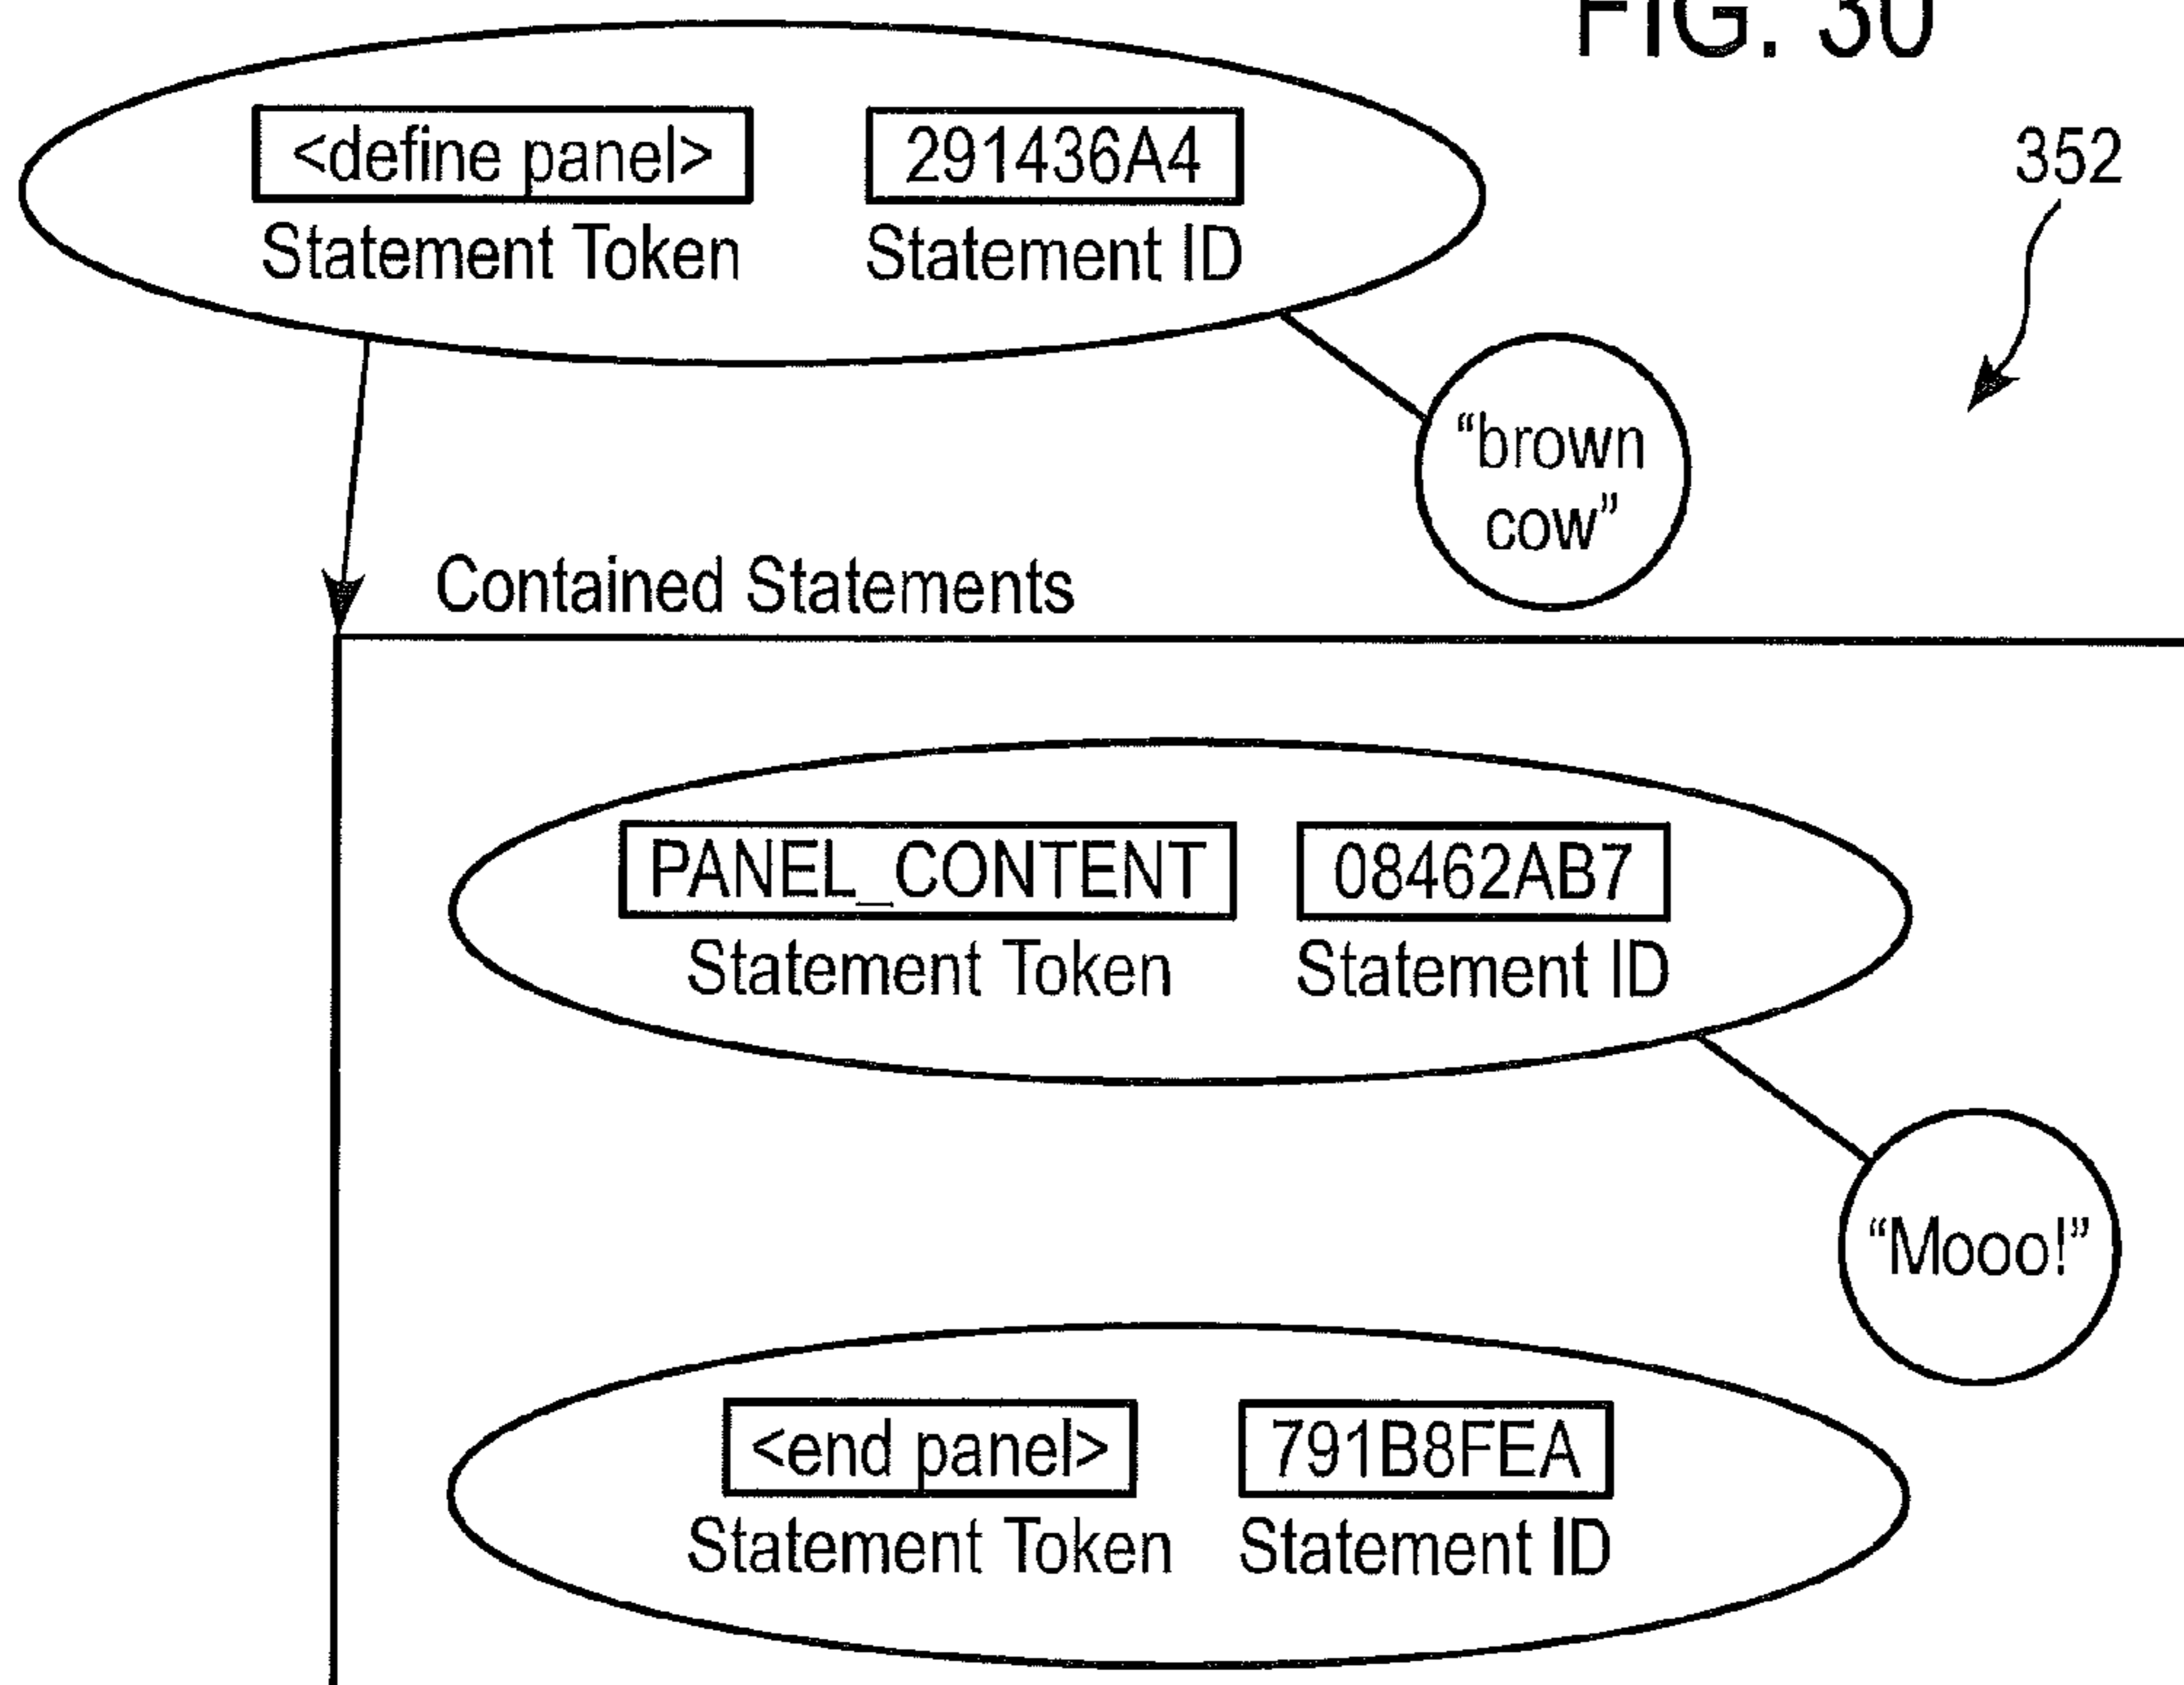 FIG. 30
<define panel> 291436A4
Statement Token Statement ID
352
“brown
cow”
Contained Statements
PANEL_CONTENT 08462AB7
Statement Token Statement ID
“Mooo!”
<end panel> 791B8FEA
Statement Token Statement ID